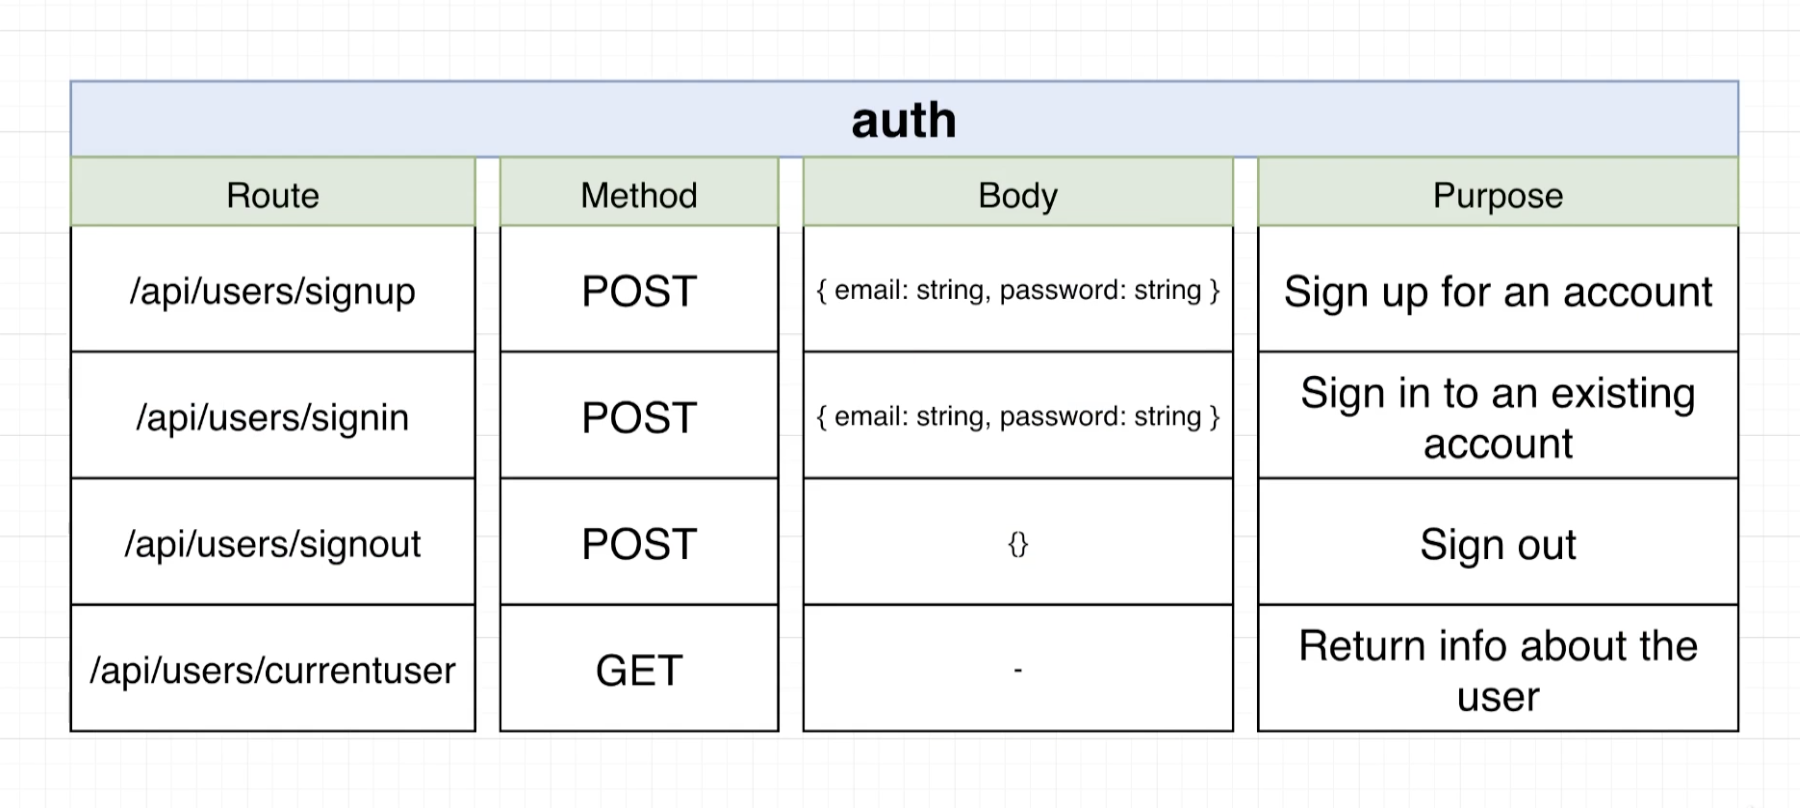 auth
Route Method Body Purpose
/api/users/signup POST { email: string, password: string } Sign up for an account
/api/users/signin POST { email: string, password: string } Sign in to an existing
account
/api/users/signout POST {} Sign out
/api/users/currentuser GET - Return info about the
user